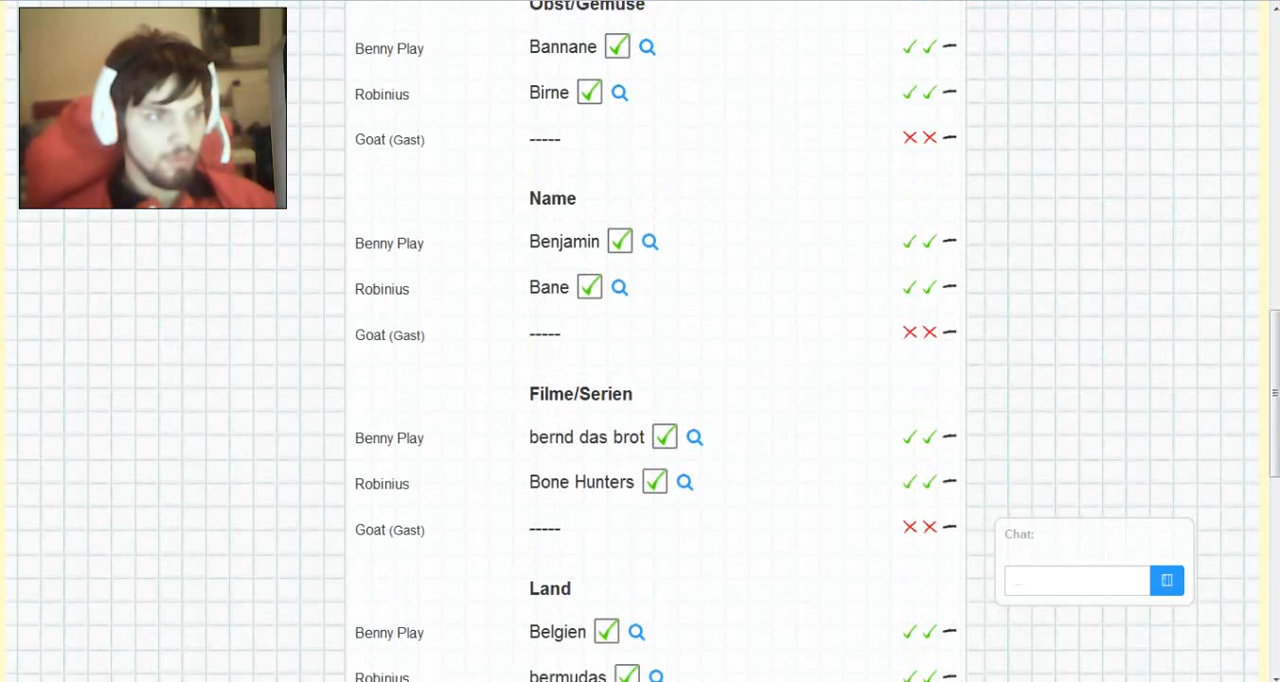 Obst/Gemüse
Benny Play Bannane
Robinius Birne
Goat (Gast) -----
Name
Benny Play Benjamin
Robinius Bane
Goat (Gast) -----
Filme/Serien
Benny Play bernd das brot
Robinius Bone Hunters
Goat (Gast) -----
Chat:
...
Land
Benny Play Belgien
Robinius bermudas